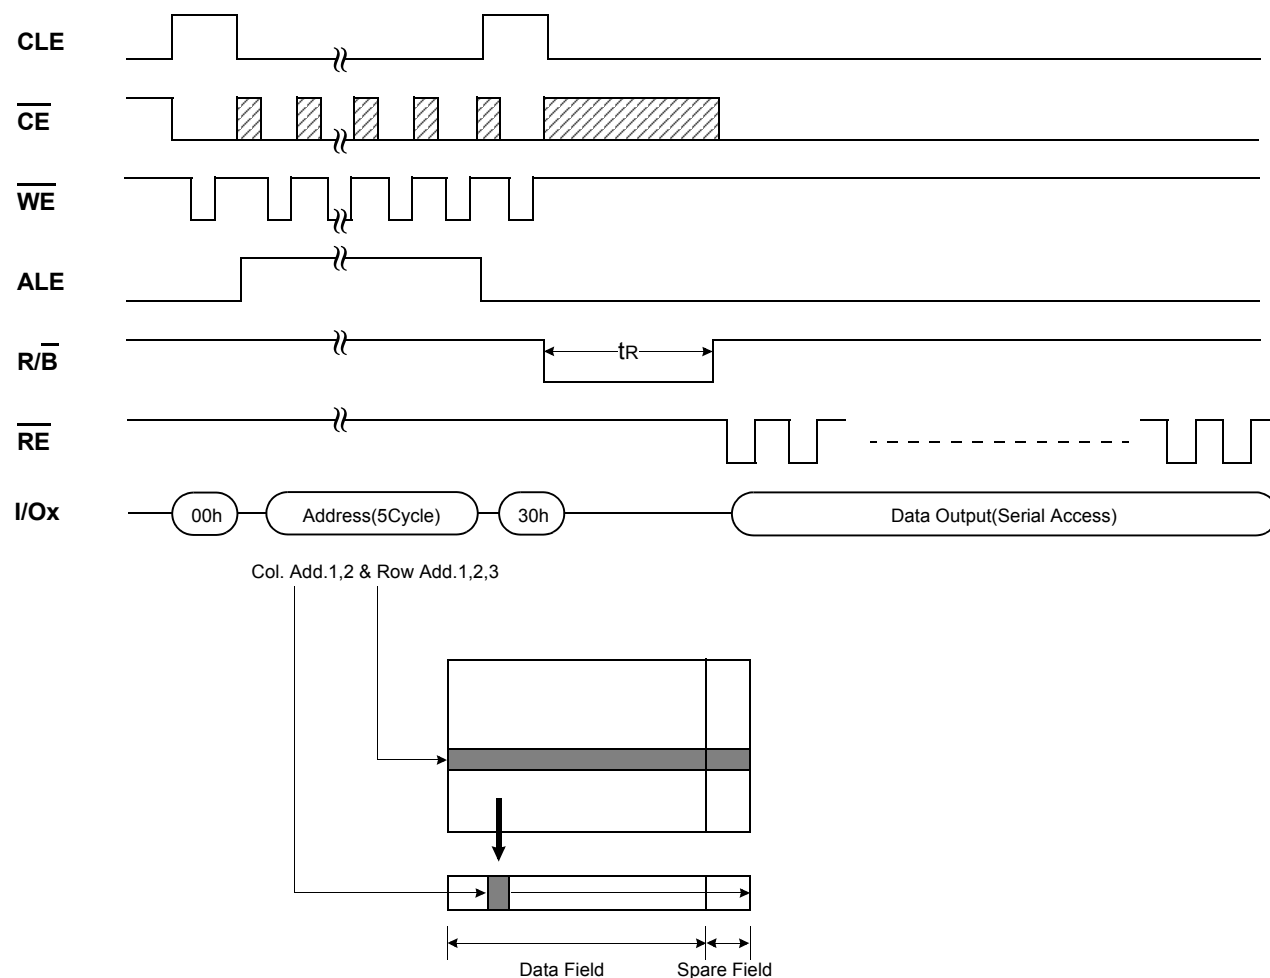 CLE
CE
WE
ALE
R/B
tR
RE
I/Ox
00h
Address(5Cycle)
30h
Data Output(Serial Access)
Col. Add.1,2 & Row Add.1,2,3
Data Field
Spare Field